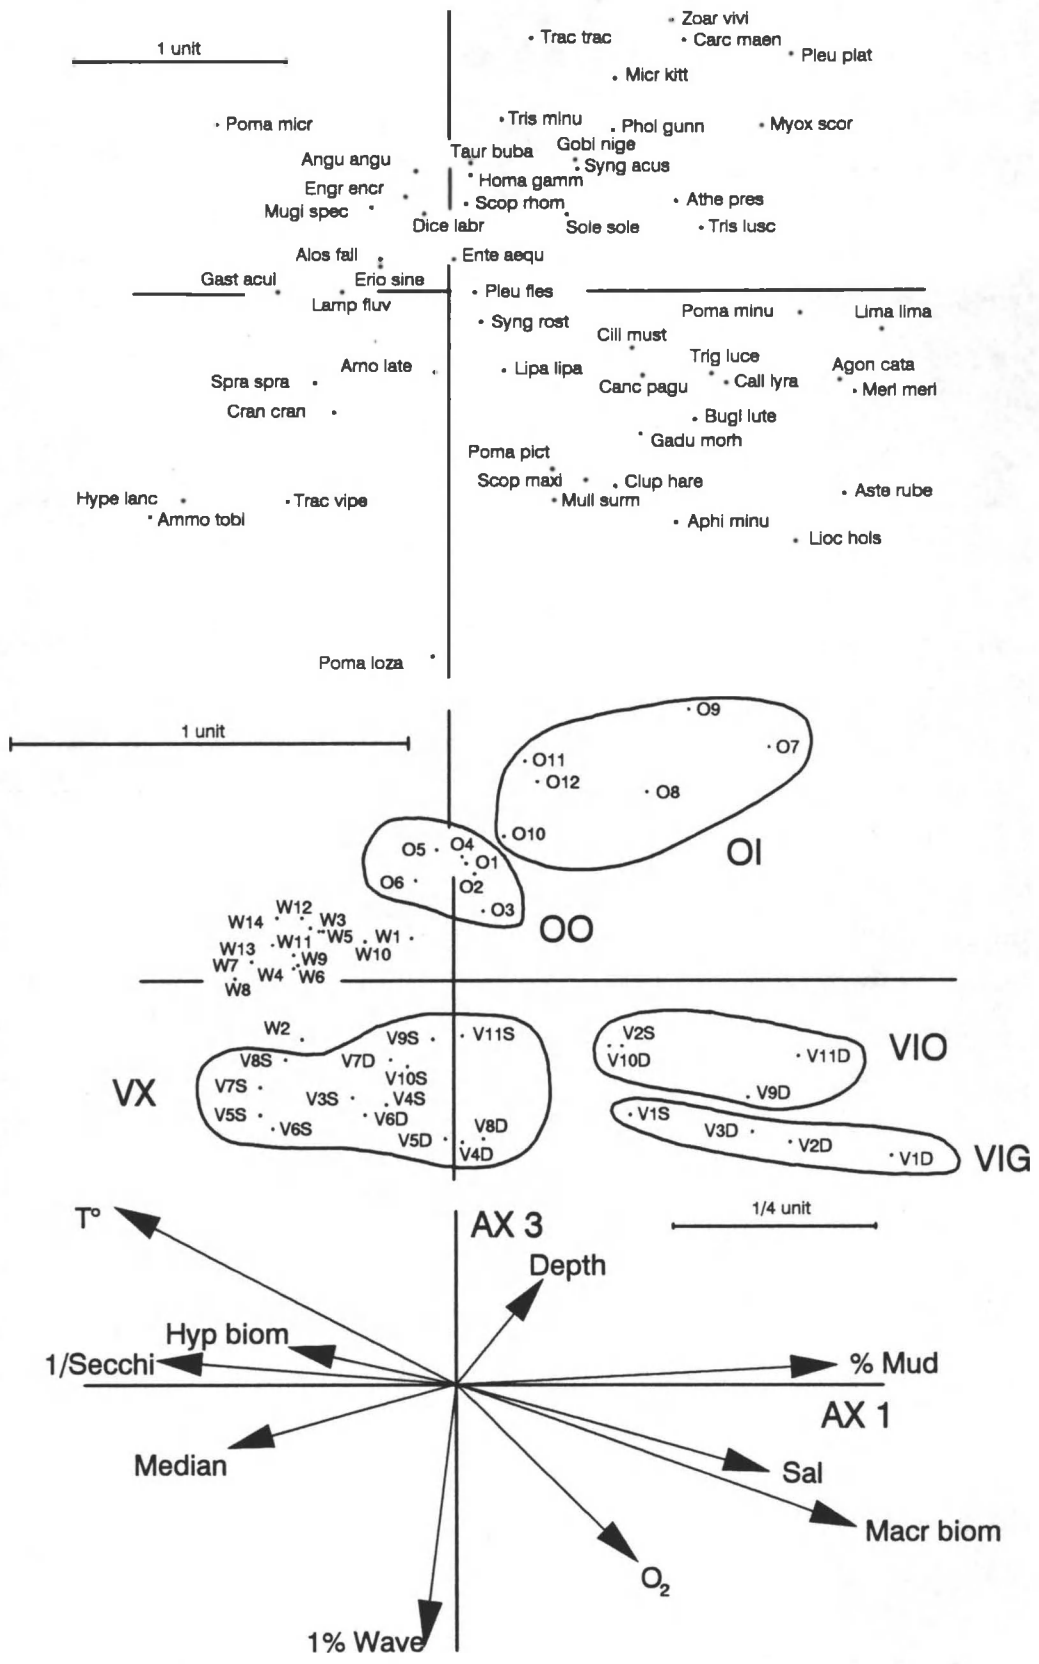 Zoar vivi
Trac trac
Carc maen
1 unit
Pleu plat
Micr kitt
Poma micr
Tris minu
Phol gunn
Myox scor
Gobi nige
Taur buba
Angu angu
Syng acus
Homa gamm
Engr encr
Athe pres
Scop rhom
Mugi spec
Dice labr
Sole sole
Tris lusc
Alos fall
Ente aequ
Gast acul
Erio sine
Pleu fles
Lamp fluv
Poma minu
Lima lima
Syng rost
Cill must
Trig luce
Arno late
Lipa lipa
Agon cata
Spra spra
Canc pagu
Call lyra
Merl merl
Cran cran
Bugl lute
Gadu morh
Poma pict
Scop maxi
Clup hare
Hype lanc
Trac vipe
Mull surm
Aste rube
Ammo tobi
Aphi minu
Lioc hols
Poma loza
O9
1 unit
O7
O11
O12
O8
O10
O4
O5
O1
OI
O6
O2
W12
O3
W14
W3
OO
W5
W1
W13
W11
W10
W7
W9
W4
W6
W8
W2
V9S
V11S
V2S
VIO
V8S
V7D
V10D
V11D
V10S
V7S
VX
V3S
V4S
V9D
V5S
V6D
V1S
V6S
V5D
V8D
V3D
V2D
V4D
V1D
VIG
1/4 unit
T°
AX 3
Depth
Hyp biom
1/Secchi
% Mud
AX 1
Median
Sal
Macr biom
O₂
1% Wave